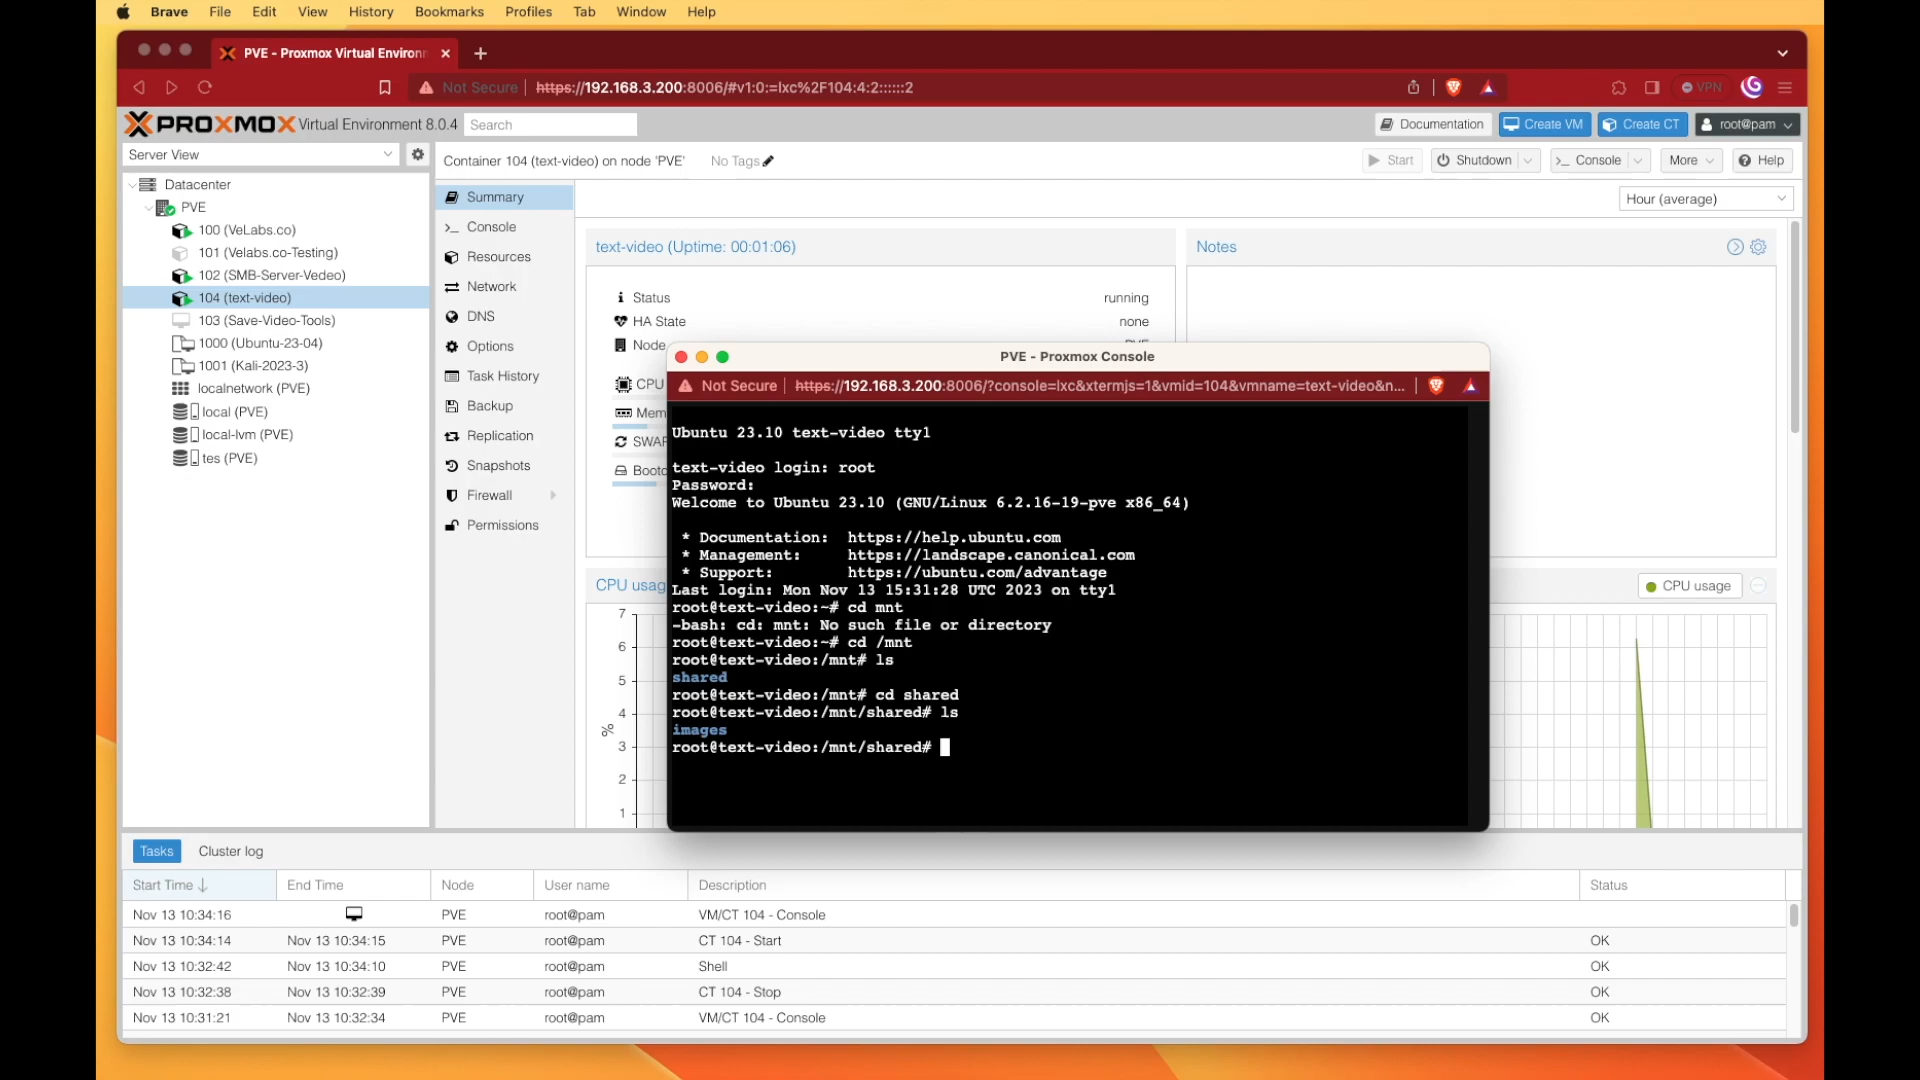 Brave File Edit View History Bookmarks Profiles Tab Window Help
PVE - Proxmox Virtual Environ
Not Secure https://192.168.3.200:8006/#v1:0:=lxc%2F104:4:2::::::2
VPN
PROXMOX Virtual Environment 8.0.4 Search
Documentation Create VM Create CT root@pam
Server View
Container 104 (text-video) on node 'PVE' No Tags
Start Shutdown Console More Help
Hour (average)
Datacenter
PVE
100 (VeLabs.co)
101 (Velabs.co-Testing)
102 (SMB-Server-Vedeo)
104 (text-video)
103 (Save-Video-Tools)
1000 (Ubuntu-23-04)
1001 (Kali-2023-3)
localnetwork (PVE)
local (PVE)
local-lvm (PVE)
tes (PVE)
Summary
Console
Resources
Network
DNS
Options
Task History
Backup
Replication
Snapshots
Firewall
Permissions
text-video (Uptime: 00:01:06)
Status running
HA State none
Node
CPU
Mem
SWAP
Bootd
Notes
CPU usag
CPU usage
7
6
5
4
3
2
1
%
PVE - Proxmox Console
Not Secure https://192.168.3.200:8006/?console=lxc&xtermjs=1&vmid=104&vmname=text-video&n...
Ubuntu 23.10 text-video tty1
text-video login: root
Password:
Welcome to Ubuntu 23.10 (GNU/Linux 6.2.16-19-pve x86_64)
* Documentation: https://help.ubuntu.com
* Management: https://landscape.canonical.com
* Support: https://ubuntu.com/advantage
Last login: Mon Nov 13 15:31:28 UTC 2023 on tty1
root@text-video:~# cd mnt
-bash: cd: mnt: No such file or directory
root@text-video:~# cd /mnt
root@text-video:/mnt# ls
shared
root@text-video:/mnt# cd shared
root@text-video:/mnt/shared# ls
images
root@text-video:/mnt/shared#
Tasks Cluster log
Start Time End Time Node User name Description Status
Nov 13 10:34:16 PVE root@pam VM/CT 104 - Console
Nov 13 10:34:14 Nov 13 10:34:15 PVE root@pam CT 104 - Start OK
Nov 13 10:32:42 Nov 13 10:34:10 PVE root@pam Shell OK
Nov 13 10:32:38 Nov 13 10:32:39 PVE root@pam CT 104 - Stop OK
Nov 13 10:31:21 Nov 13 10:32:34 PVE root@pam VM/CT 104 - Console OK